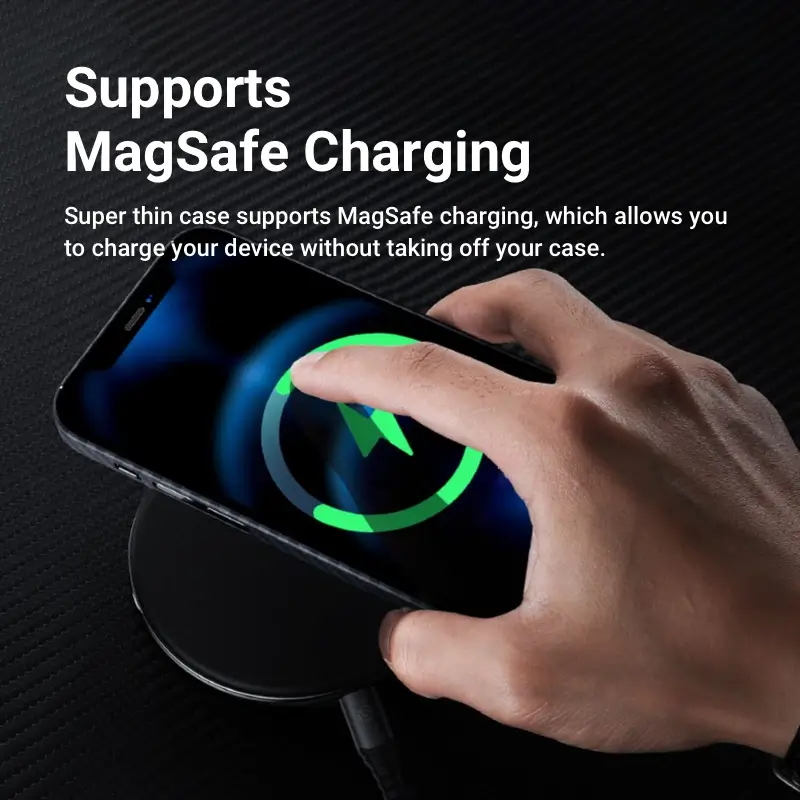 Supports
MagSafe Charging
Super thin case supports MagSafe charging, which allows you
to charge your device without taking off your case.